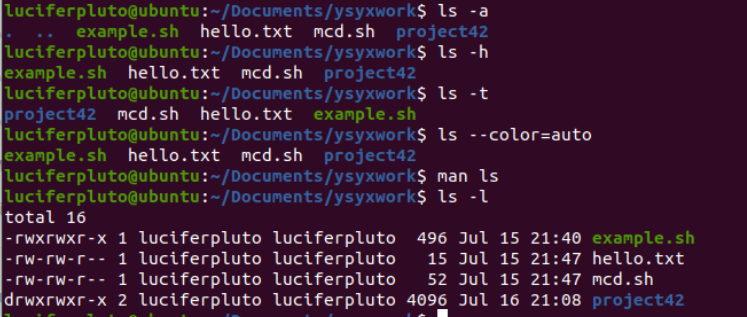 luciferpluto@ubuntu:~/Documents/ysyxwork$ ls -a
.  ..  example.sh  hello.txt  mcd.sh  project42
luciferpluto@ubuntu:~/Documents/ysyxwork$ ls -h
example.sh  hello.txt  mcd.sh  project42
luciferpluto@ubuntu:~/Documents/ysyxwork$ ls -t
project42  mcd.sh  hello.txt  example.sh
luciferpluto@ubuntu:~/Documents/ysyxwork$ ls --color=auto
example.sh  hello.txt  mcd.sh  project42
luciferpluto@ubuntu:~/Documents/ysyxwork$ man ls
luciferpluto@ubuntu:~/Documents/ysyxwork$ ls -l
total 16
-rwxrwxr-x 1 luciferpluto luciferpluto  496 Jul 15 21:40 example.sh
-rw-rw-r-- 1 luciferpluto luciferpluto   15 Jul 15 21:47 hello.txt
-rw-rw-r-- 1 luciferpluto luciferpluto   52 Jul 15 21:47 mcd.sh
drwxrwxr-x 2 luciferpluto luciferpluto 4096 Jul 16 21:08 project42
luciferpluto@ubuntu:~/Documents/ysyxwork$